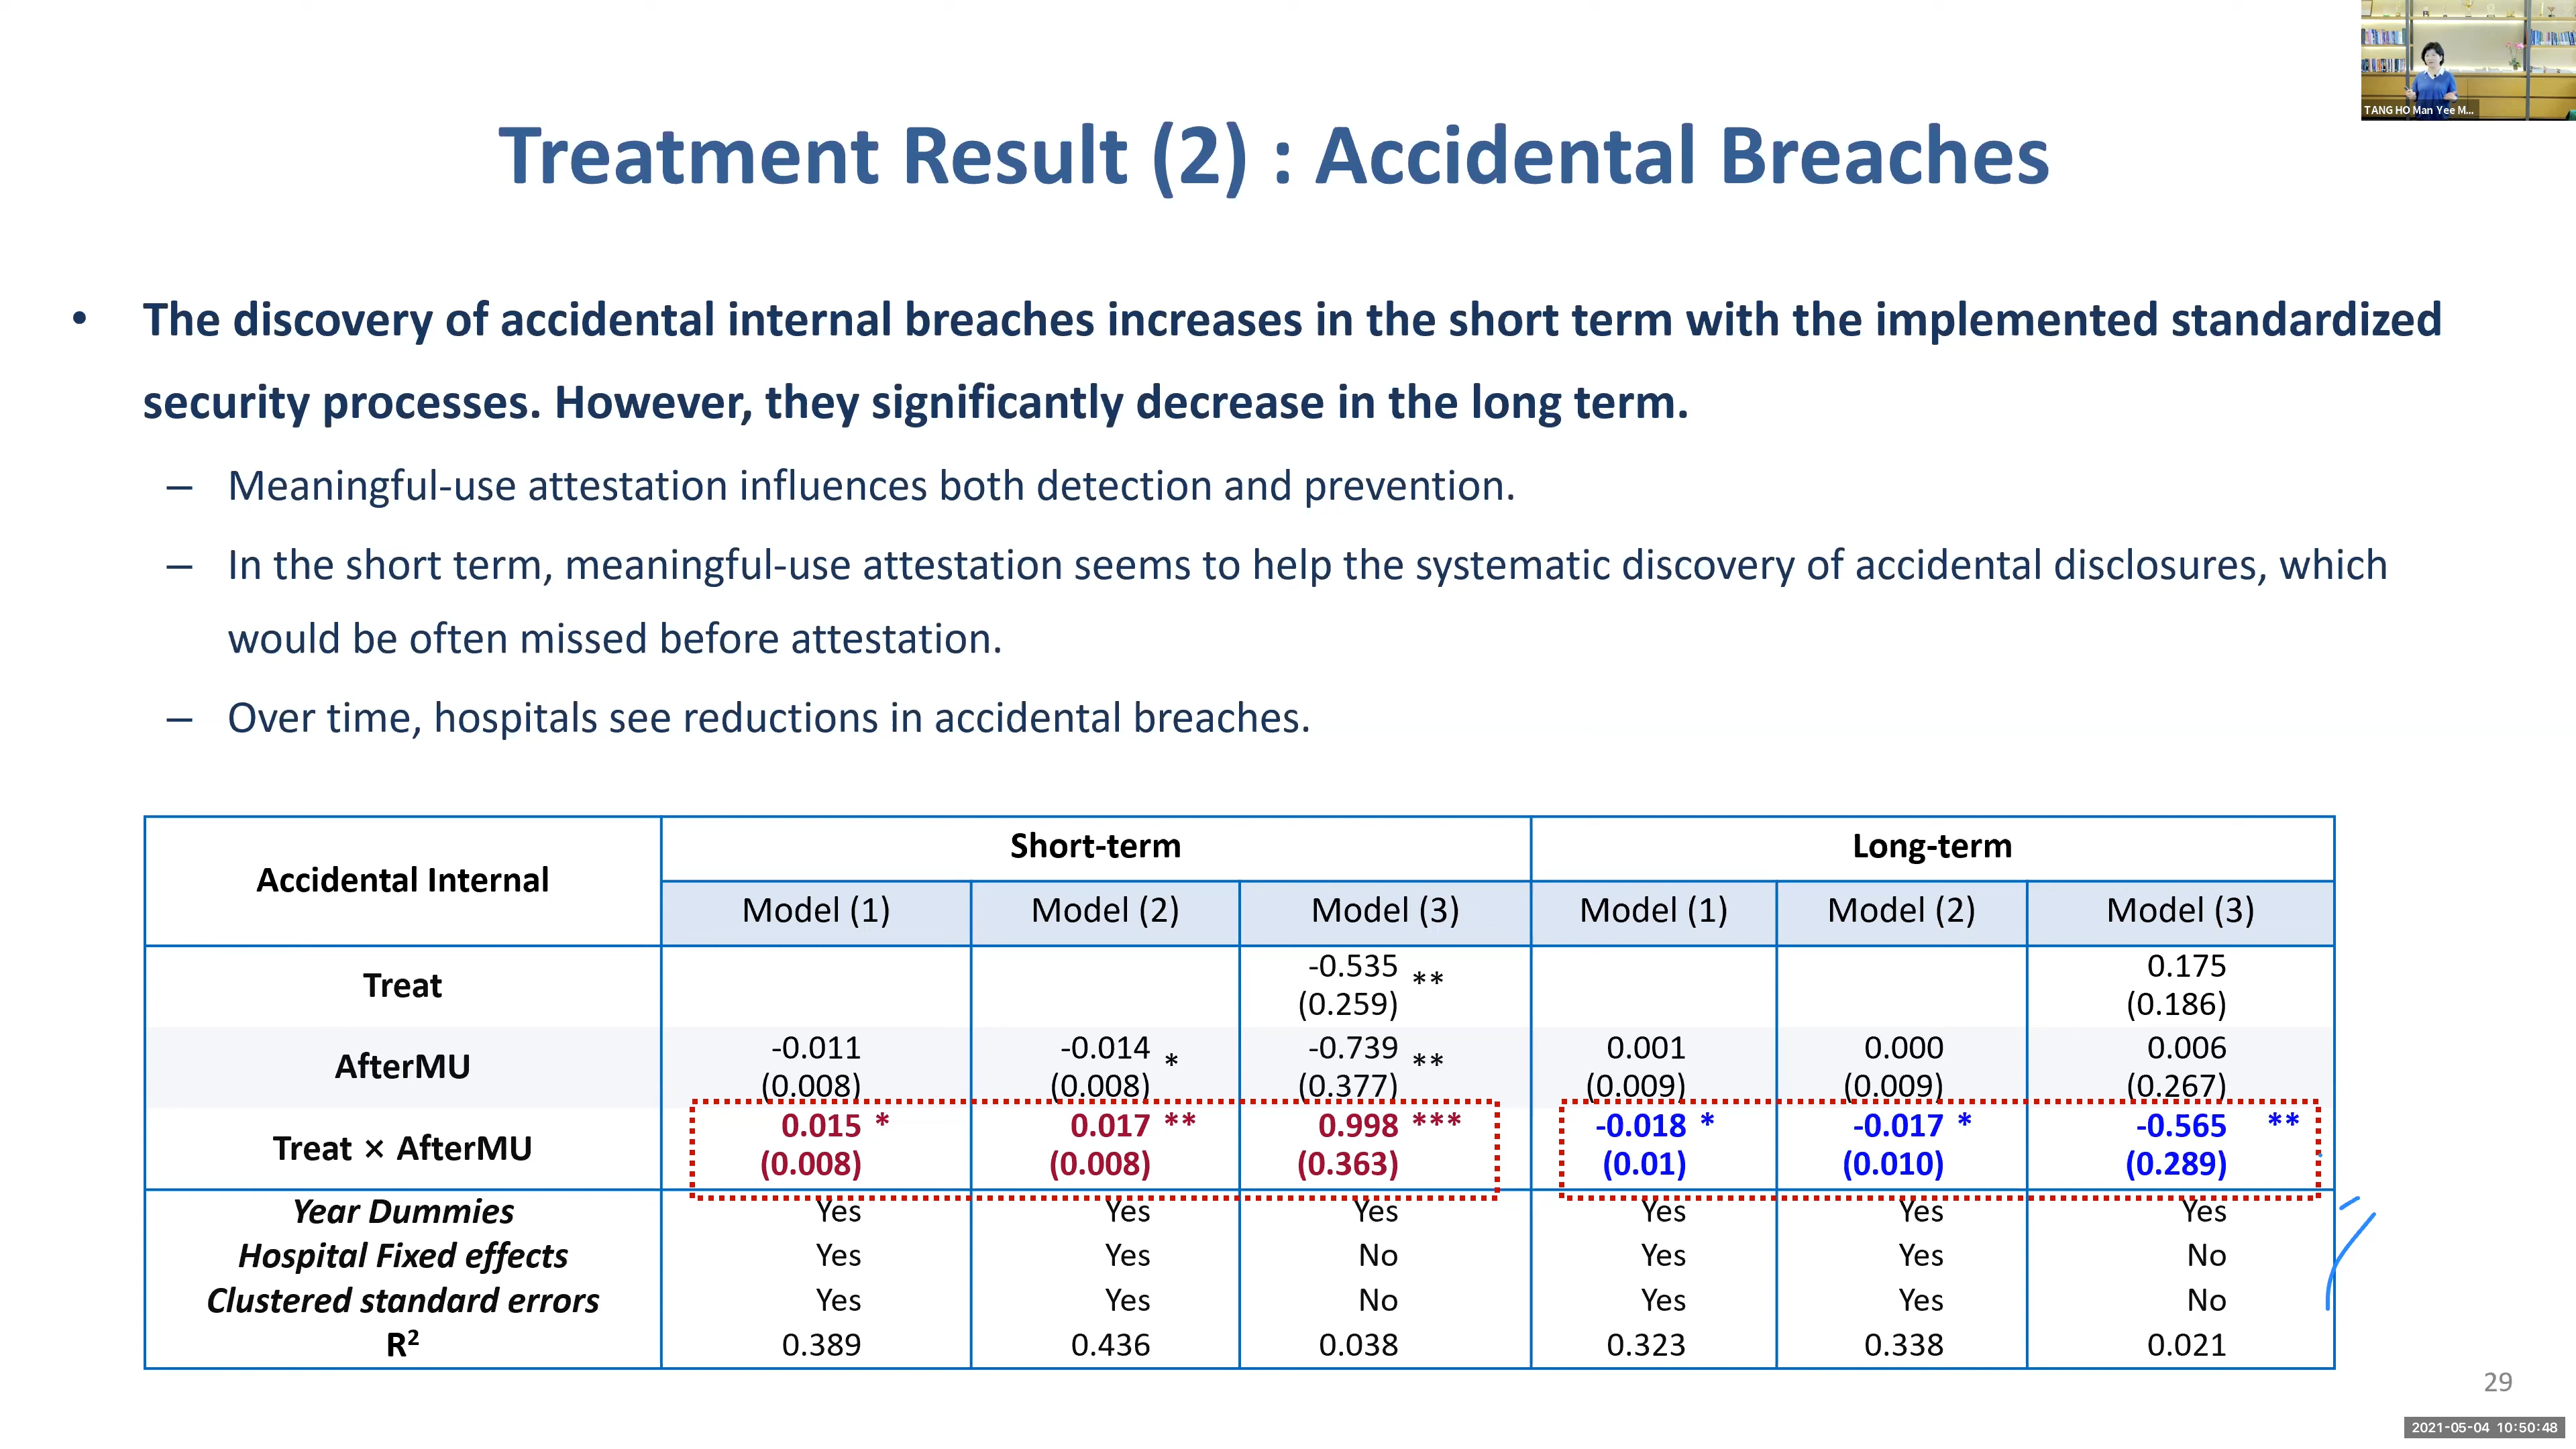 TANG HO Man Yee M...
Treatment Result (2) : Accidental Breaches
• The discovery of accidental internal breaches increases in the short term with the implemented standardized
security processes. However, they significantly decrease in the long term.
– Meaningful-use attestation influences both detection and prevention.
– In the short term, meaningful-use attestation seems to help the systematic discovery of accidental disclosures, which
would be often missed before attestation.
– Over time, hospitals see reductions in accidental breaches.
Accidental Internal Short-term Long-term
Model (1) Model (2) Model (3) Model (1) Model (2) Model (3)
Treat -0.535 ** 0.175
(0.259) (0.186)
AfterMU -0.011 -0.014 * -0.739 ** 0.001 0.000 0.006
(0.008) (0.008) (0.377) (0.009) (0.009) (0.267)
Treat × AfterMU 0.015 * 0.017 ** 0.998 *** -0.018 * -0.017 * -0.565 **
(0.008) (0.008) (0.363) (0.01) (0.010) (0.289)
Year Dummies Yes Yes Yes Yes Yes Yes
Hospital Fixed effects Yes Yes No Yes Yes No
Clustered standard errors Yes Yes No Yes Yes No
R² 0.389 0.436 0.038 0.323 0.338 0.021
29
2021-05-04 10:50:48